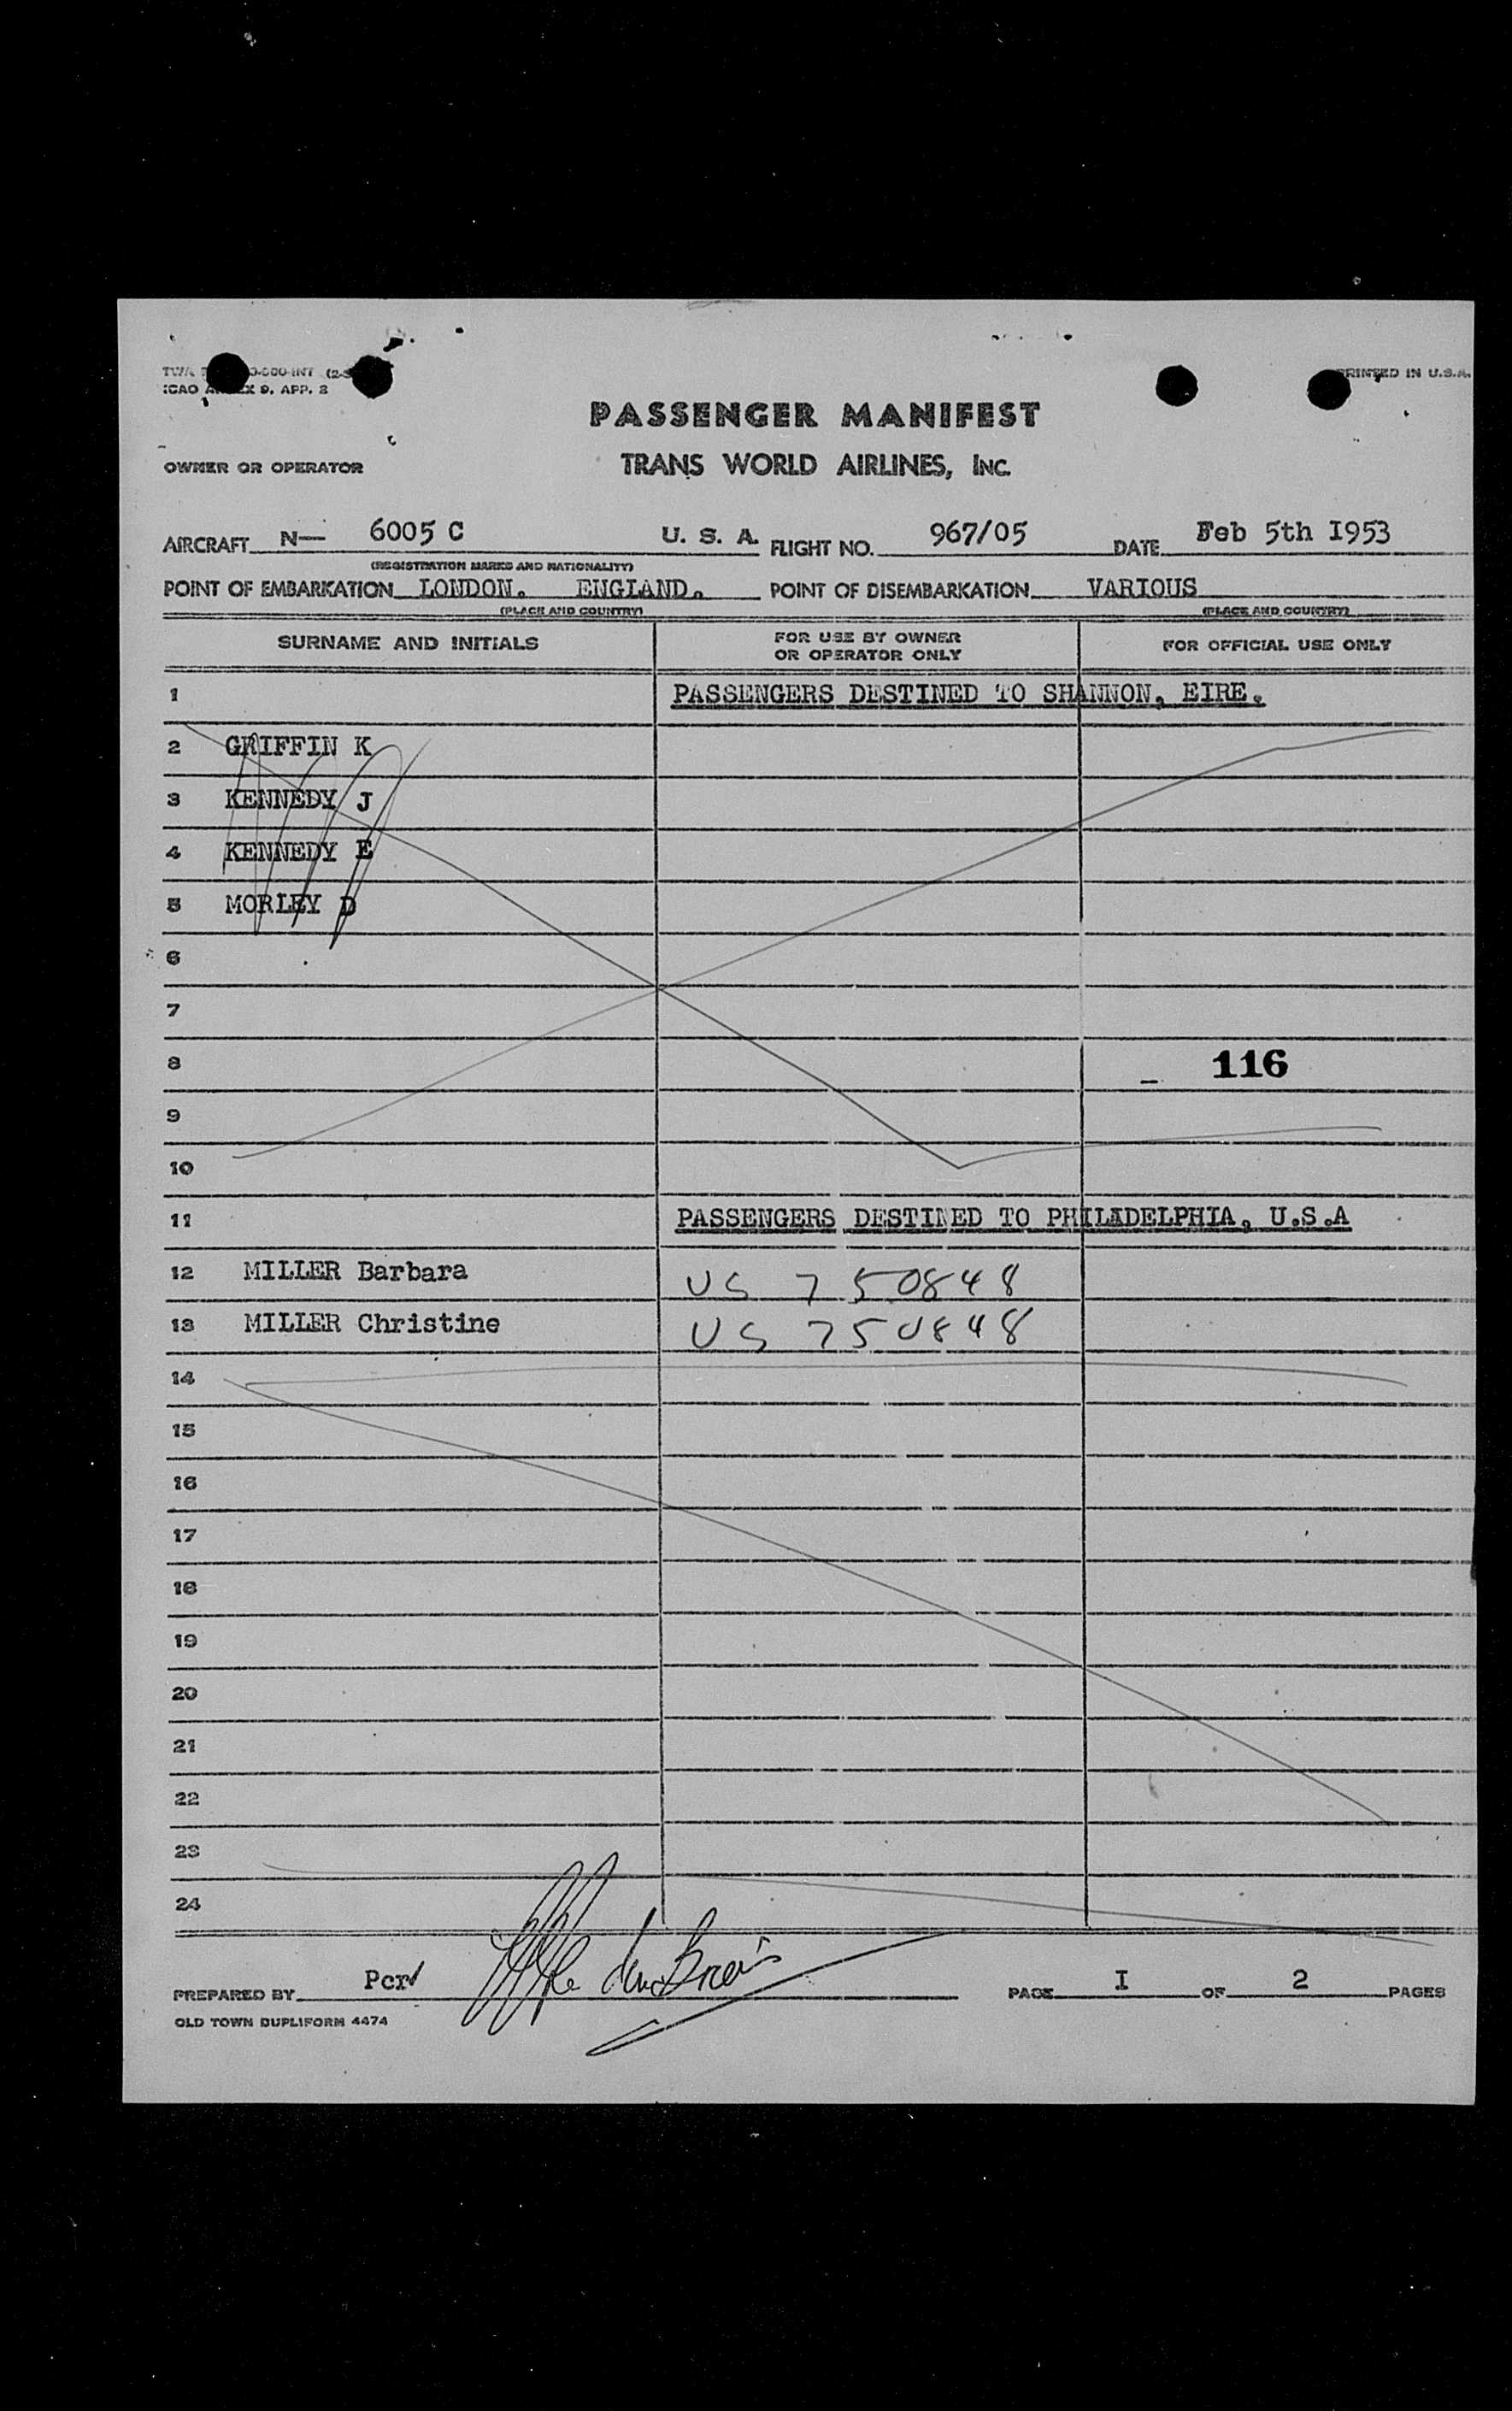 PRINTED IN U.S.A.
ICAO 9, APP. 2
PASSENGER MANIFEST
OWNER OR OPERATOR TRANS WORLD AIRLINES, INC.
AIRCRAFT N— 6005 C U. S. A. FLIGHT NO. 967/05 DATE Feb 5th I953
(REGISTRATION MARKS AND NATIONALITY)
POINT OF EMBARKATION LONDON. ENGLAND. POINT OF DISEMBARKATION VARIOUS
(PLACE AND COUNTRY) (PLACE AND COUNTRY)
SURNAME AND INITIALS FOR USE BY OWNER OR OPERATOR ONLY FOR OFFICIAL USE ONLY
1 PASSENGERS DESTINED TO SHANNON, EIRE.
2 GRIFFIN K
3 KENNEDY J
4 KENNEDY E
5 MORLEY D
6
7
8 116
9
10
11 PASSENGERS DESTINED TO PHILADELPHIA, U.S.A
12 MILLER Barbara US 750848
13 MILLER Christine US 750848
14
15
16
17
18
19
20
21
22
23
24
PREPARED BY PAGE I OF 2 PAGES
OLD TOWN DUPLIFORM 4474